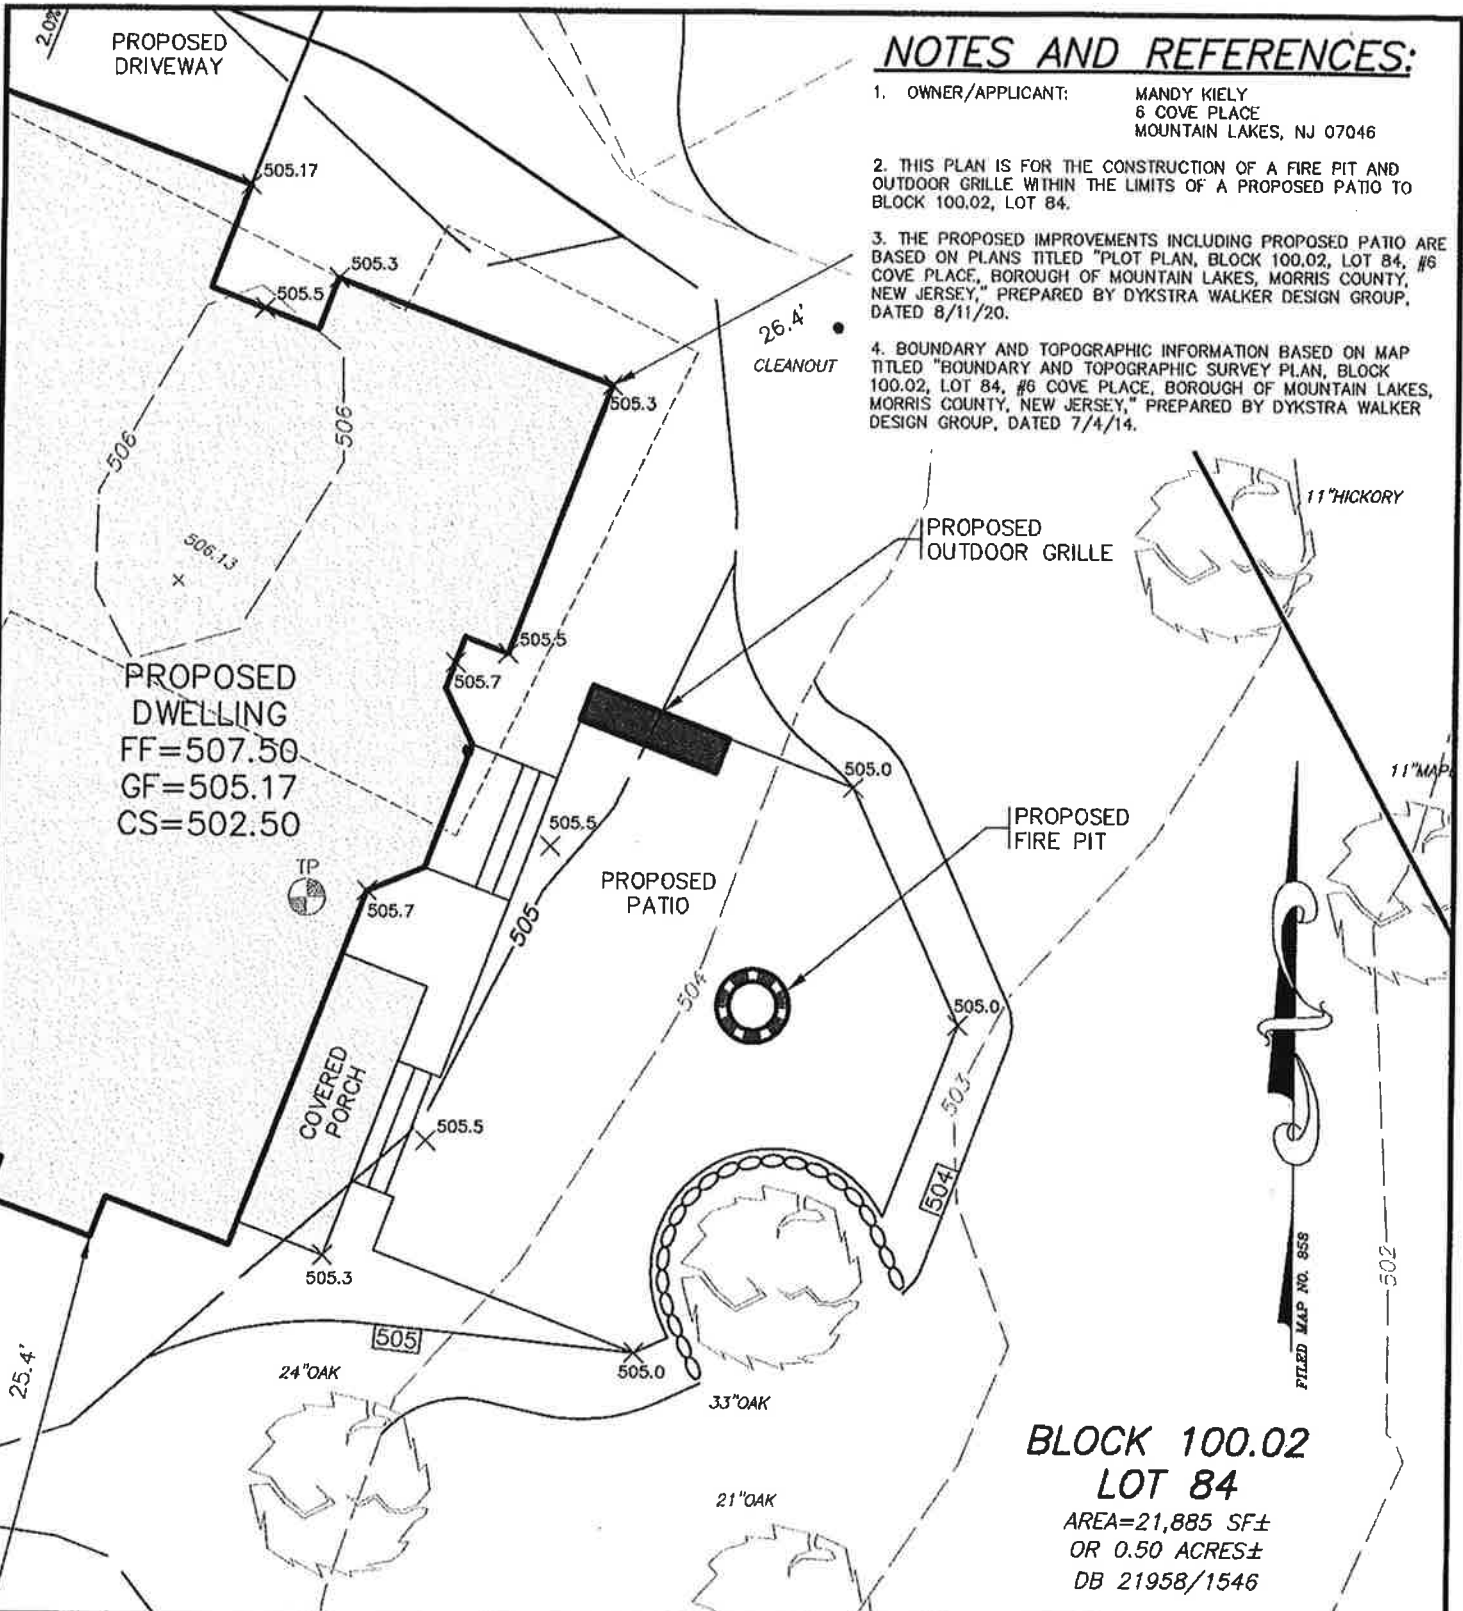 2.0%
PROPOSED
DRIVEWAY
NOTES AND REFERENCES:
1. OWNER/APPLICANT: MANDY KIELY
6 COVE PLACE
MOUNTAIN LAKES, NJ 07046
2. THIS PLAN IS FOR THE CONSTRUCTION OF A FIRE PIT AND
OUTDOOR GRILLE WITHIN THE LIMITS OF A PROPOSED PATIO TO
BLOCK 100.02, LOT 84.
3. THE PROPOSED IMPROVEMENTS INCLUDING PROPOSED PATIO ARE
BASED ON PLANS TITLED "PLOT PLAN, BLOCK 100.02, LOT 84, #6
COVE PLACE, BOROUGH OF MOUNTAIN LAKES, MORRIS COUNTY,
NEW JERSEY," PREPARED BY DYKSTRA WALKER DESIGN GROUP,
DATED 8/11/20.
4. BOUNDARY AND TOPOGRAPHIC INFORMATION BASED ON MAP
TITLED "BOUNDARY AND TOPOGRAPHIC SURVEY PLAN, BLOCK
100.02, LOT 84, #6 COVE PLACE, BOROUGH OF MOUNTAIN LAKES,
MORRIS COUNTY, NEW JERSEY," PREPARED BY DYKSTRA WALKER
DESIGN GROUP, DATED 7/4/14.
505.17
505.3
505.5
26.4'
CLEANOUT
505.3
506
506
11"HICKORY
506.13
PROPOSED
OUTDOOR GRILLE
505.5
505.7
PROPOSED
DWELLING
FF=507.50
GF=505.17
CS=502.50
505.0
11"MAPL
505.5
PROPOSED
FIRE PIT
TP
PROPOSED
PATIO
505.7
505
504
505.0
COVERED
PORCH
503
505.5
504
505.3
502
FILED MAP NO. 858
505
25.4'
505.0
24"OAK
33"OAK
BLOCK 100.02
LOT 84
21"OAK
AREA=21,885 SF±
OR 0.50 ACRES±
DB 21958/1546